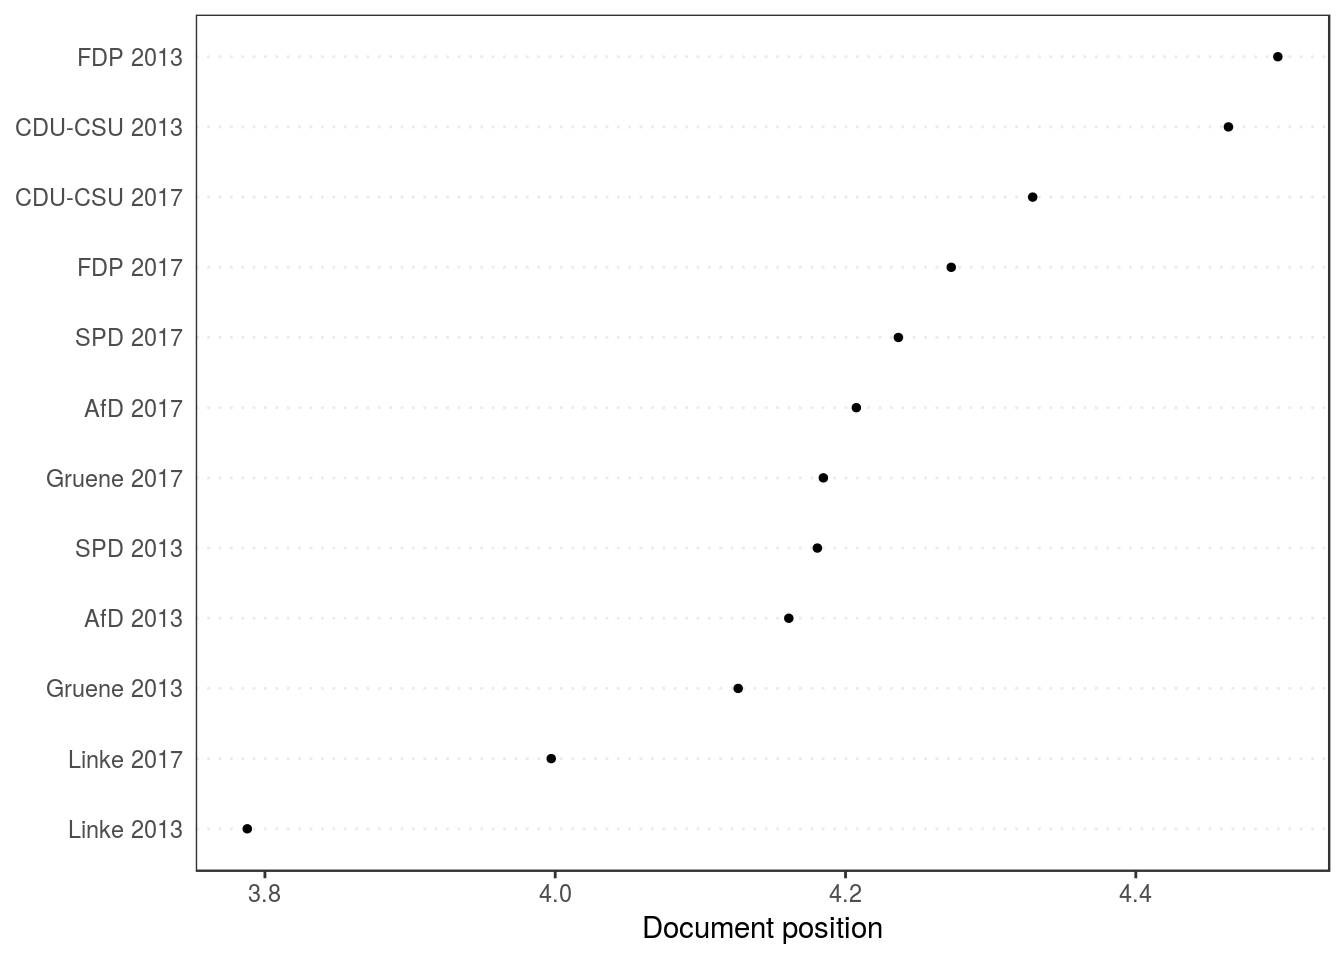 FDP 2013
CDU-CSU 2013
CDU-CSU 2017
FDP 2017
SPD 2017
AfD 2017
Gruene 2017
SPD 2013
AfD 2013
Gruene 2013
Linke 2017
Linke 2013
3.8 4.0 4.2 4.4
Document position